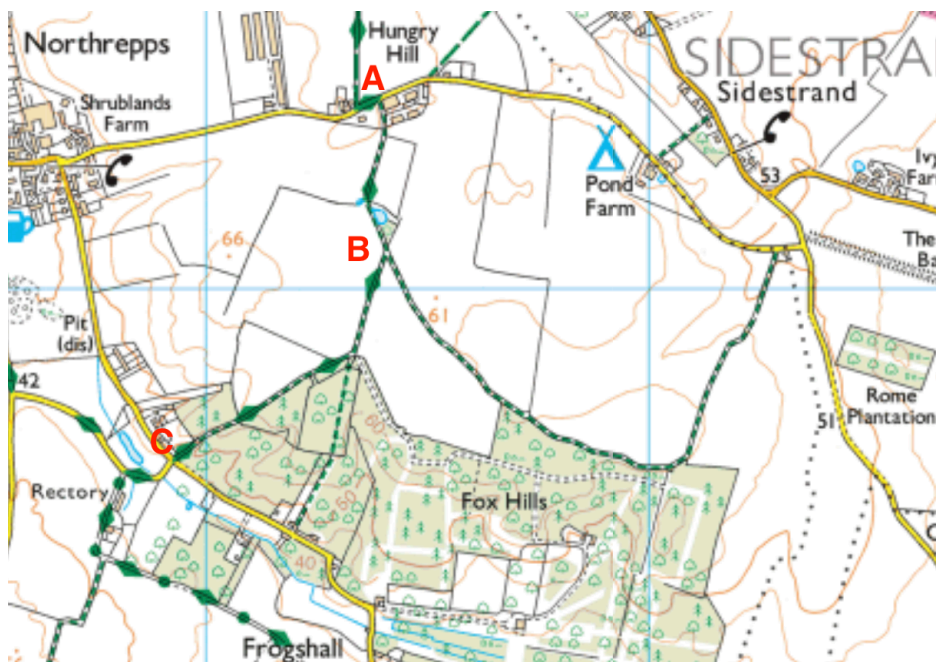 Northrepps
Hungry
Hill
A
SIDESTRA
Sidestrand
Shrublands
Farm
Pond
Farm
53
Ivy
Far
B
66
The
Ba
61
Pit
(dis)
42
Rome
Plantation
51
60
C
Rectory
Fox Hills
60
40
Frogshall